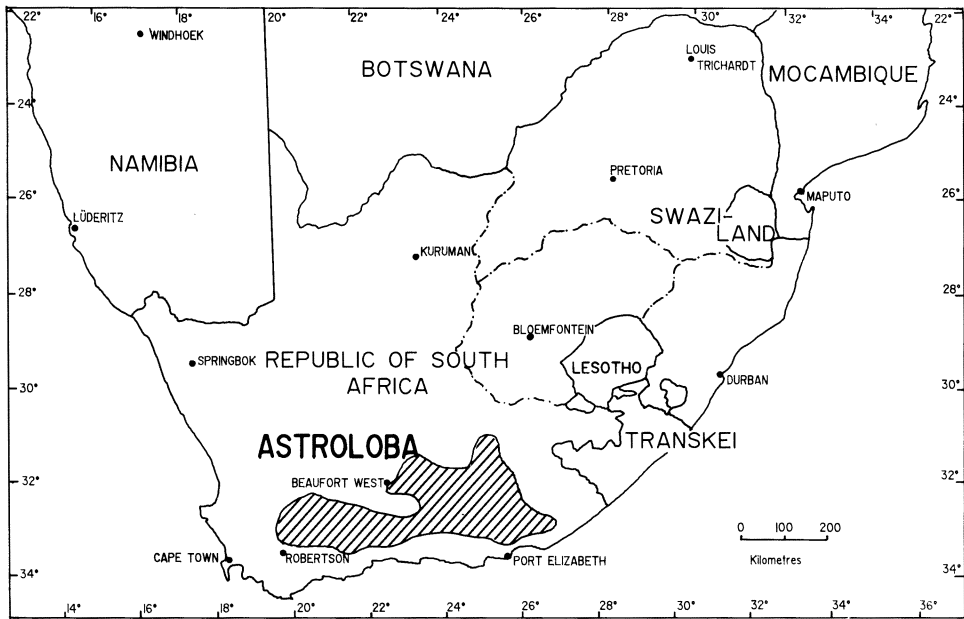 22° 16° 18° 20° 26° 28° 30° 32° 34° 22°
WINDHOEK
BOTSWANA
LOUIS
TRICHARDT
MOCAMBIQUE
24° 24°
NAMIBIA
PRETORIA
26° 26°
MAPUTO
LÜDERITZ
SWAZI-
LAND
KURUMAN
28° 28°
BLOEMFONTEIN
SPRINGBOK
REPUBLIC OF SOUTH
AFRICA
LESOTHO
30° 30°
DURBAN
ASTROLOBA
TRANSKEI
32° 32°
BEAUFORT WEST
0 100 200
Kilometres
CAPE TOWN
ROBERTSON
PORT ELIZABETH
34° 34°
14° 16° 18° 20° 22° 24° 26° 28° 30° 32° 34° 36°